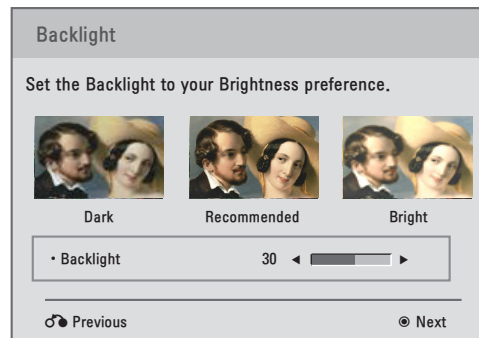 Backlight
Set the Backlight to your Brightness preference.
Dark Recommended Bright
• Backlight 30 ◄ ►
Previous ◉ Next